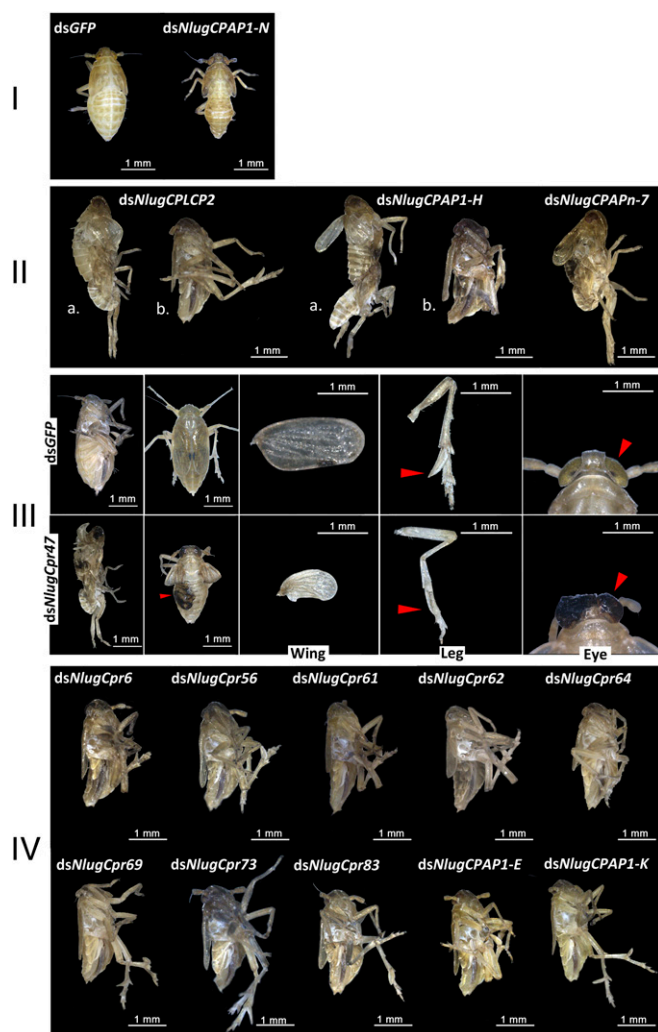 dsGFP dsNlugCPAP1-N
I
1 mm 1 mm
dsNlugCPLCP2 dsNlugCPAP1-H dsNlugCPAPn-7
II
a. b. a. b.
1 mm 1 mm 1 mm
dsGFP
1 mm 1 mm 1 mm 1 mm 1 mm
III
dsNlugCpr47
1 mm 1 mm 1 mm 1 mm 1 mm
Wing Leg Eye
dsNlugCpr6 dsNlugCpr56 dsNlugCpr61 dsNlugCpr62 dsNlugCpr64
1 mm 1 mm 1 mm 1 mm 1 mm
IV
dsNlugCpr69 dsNlugCpr73 dsNlugCpr83 dsNlugCPAP1-E dsNlugCPAP1-K
1 mm 1 mm 1 mm 1 mm 1 mm